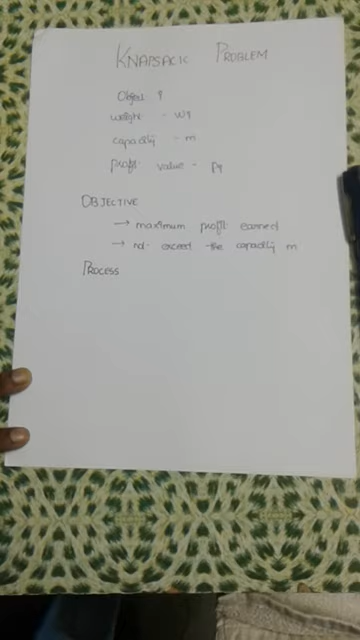 KNAPSACK PROBLEM
Object i
weight - wi
capacity - m
profit value - pi
OBJECTIVE
→ maximum profit earned
→ not exceed the capacity m
PROCESS